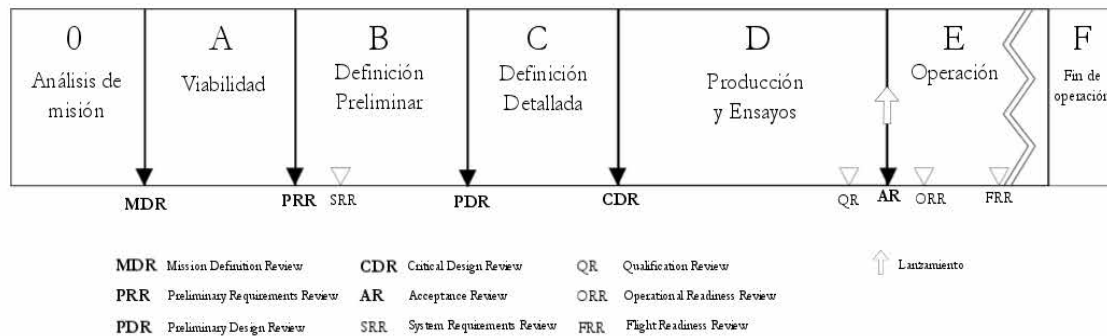 0
Análisis de
misión
A
Viabilidad
B
Definición
Preliminar
C
Definición
Detallada
D
Producción
y Ensayos
E
Operación
F
Fin de
operación
MDR
PRR
SRR
PDR
CDR
QR
AR
ORR
FRR
MDR Mission Definition Review
PRR Preliminary Requirements Review
PDR Preliminary Design Review
CDR Critical Design Review
AR Acceptance Review
SRR System Requirements Review
QR Qualification Review
ORR Operational Readiness Review
FRR Flight Readiness Review
Lanzamiento